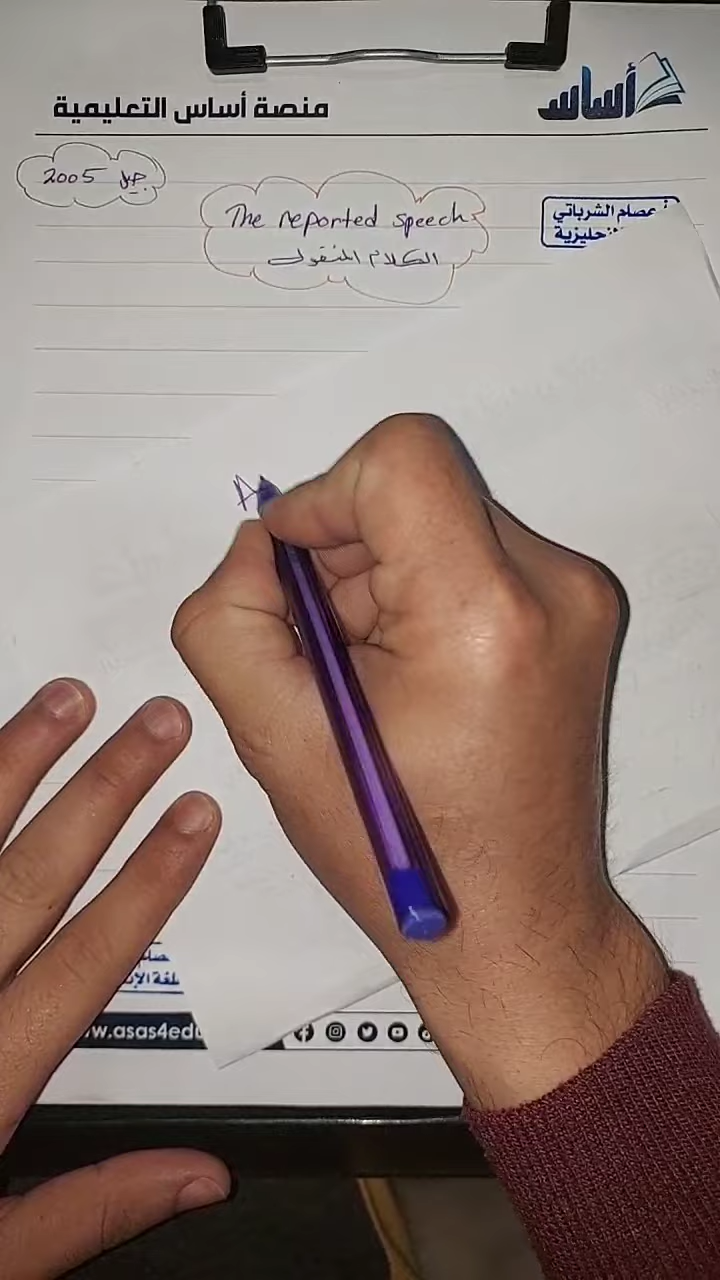 أساس
منصة أساس التعليمية
جيل 2005
The reported speech
الكلام المنقول
عصام الشرباتي
A